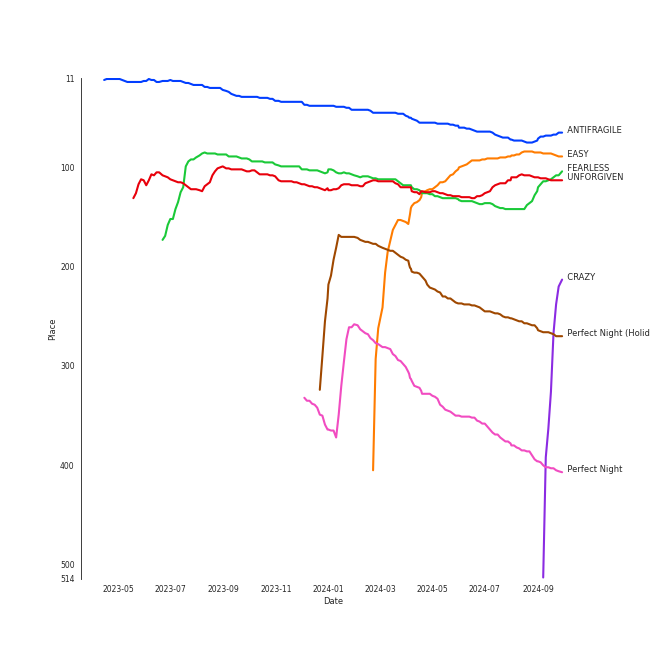 11
100
200
300
400
500
514
Place
2023-05
2023-07
2023-09
2023-11
2024-01
2024-03
2024-05
2024-07
2024-09
Date
ANTIFRAGILE
EASY
FEARLESS
UNFORGIVEN
CRAZY
Perfect Night (Holid
Perfect Night